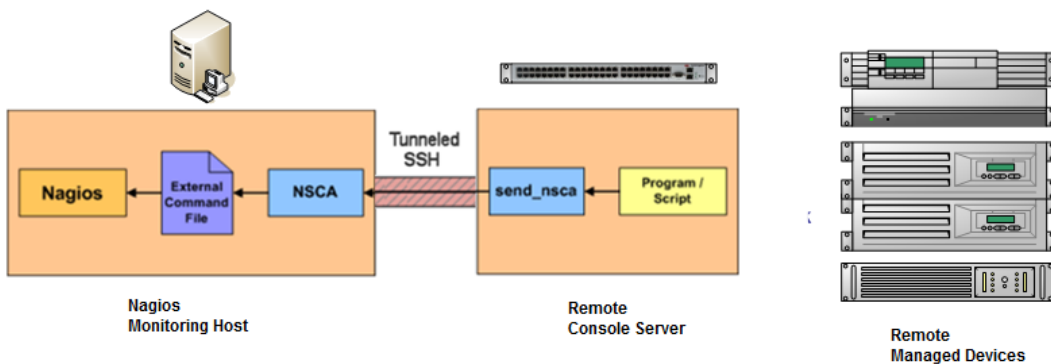 Tunneled
SSH
Nagios
External
Command
File
NSCA
send_nsca
Program /
Script
Nagios
Monitoring Host
Remote
Console Server
Remote
Managed Devices